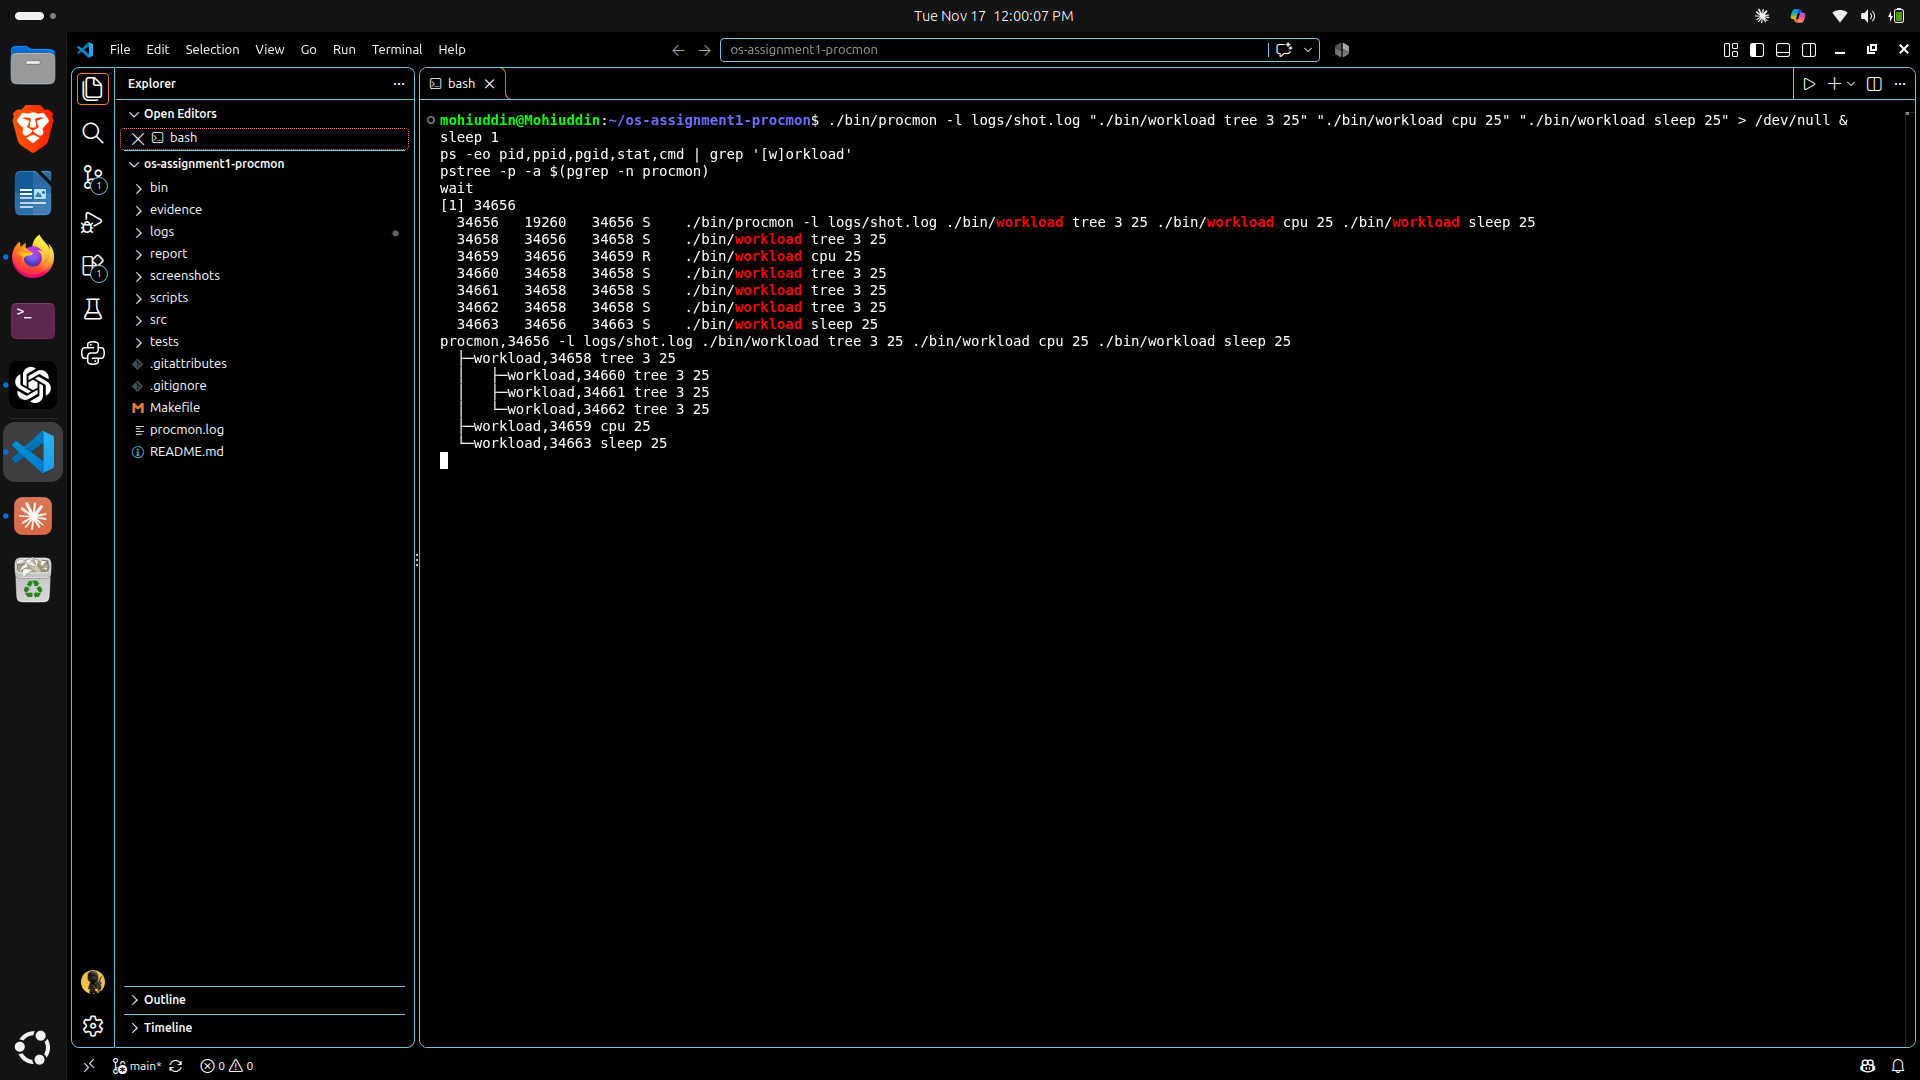 Tue Nov 17  12:00:07 PM
File Edit Selection View Go Run Terminal Help
os-assignment1-procmon
Explorer
bash
Open Editors
bash
os-assignment1-procmon
bin
evidence
logs
report
screenshots
scripts
src
tests
.gitattributes
.gitignore
Makefile
procmon.log
README.md
Outline
Timeline
1
1
mohiuddin@Mohiuddin:~/os-assignment1-procmon$ ./bin/procmon -l logs/shot.log "./bin/workload tree 3 25" "./bin/workload cpu 25" "./bin/workload sleep 25" > /dev/null &
sleep 1
ps -eo pid,ppid,pgid,stat,cmd | grep '[w]orkload'
pstree -p -a $(pgrep -n procmon)
wait
[1] 34656
  34656   19260   34656 S    ./bin/procmon -l logs/shot.log ./bin/workload tree 3 25 ./bin/workload cpu 25 ./bin/workload sleep 25
  34658   34656   34658 S    ./bin/workload tree 3 25
  34659   34656   34659 R    ./bin/workload cpu 25
  34660   34658   34658 S    ./bin/workload tree 3 25
  34661   34658   34658 S    ./bin/workload tree 3 25
  34662   34658   34658 S    ./bin/workload tree 3 25
  34663   34656   34663 S    ./bin/workload sleep 25
procmon,34656 -l logs/shot.log ./bin/workload tree 3 25 ./bin/workload cpu 25 ./bin/workload sleep 25
  ├─workload,34658 tree 3 25
  │   ├─workload,34660 tree 3 25
  │   ├─workload,34661 tree 3 25
  │   └─workload,34662 tree 3 25
  ├─workload,34659 cpu 25
  └─workload,34663 sleep 25
main* 0 0